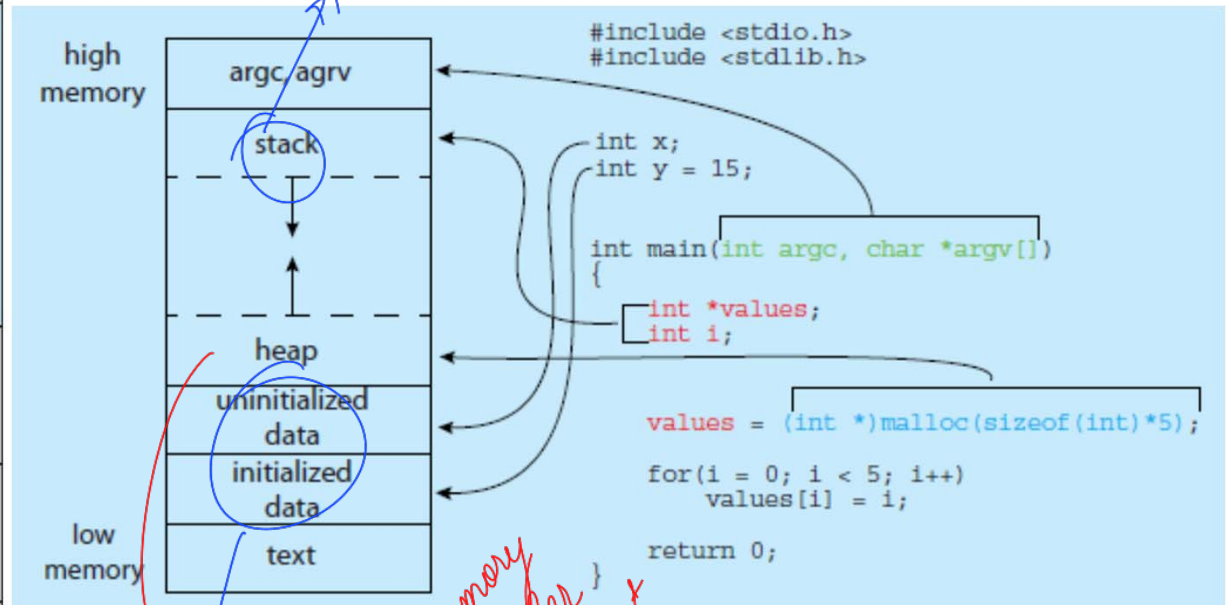 high
memory
argc, agrv
stack
heap
uninitialized
data
initialized
data
low
memory
text
#include <stdio.h>
#include <stdlib.h>
int x;
int y = 15;
int main(int argc, char *argv[])
{
int *values;
int i;
values = (int *)malloc(sizeof(int)*5);
for(i = 0; i < 5; i++)
values[i] = i;
return 0;
}